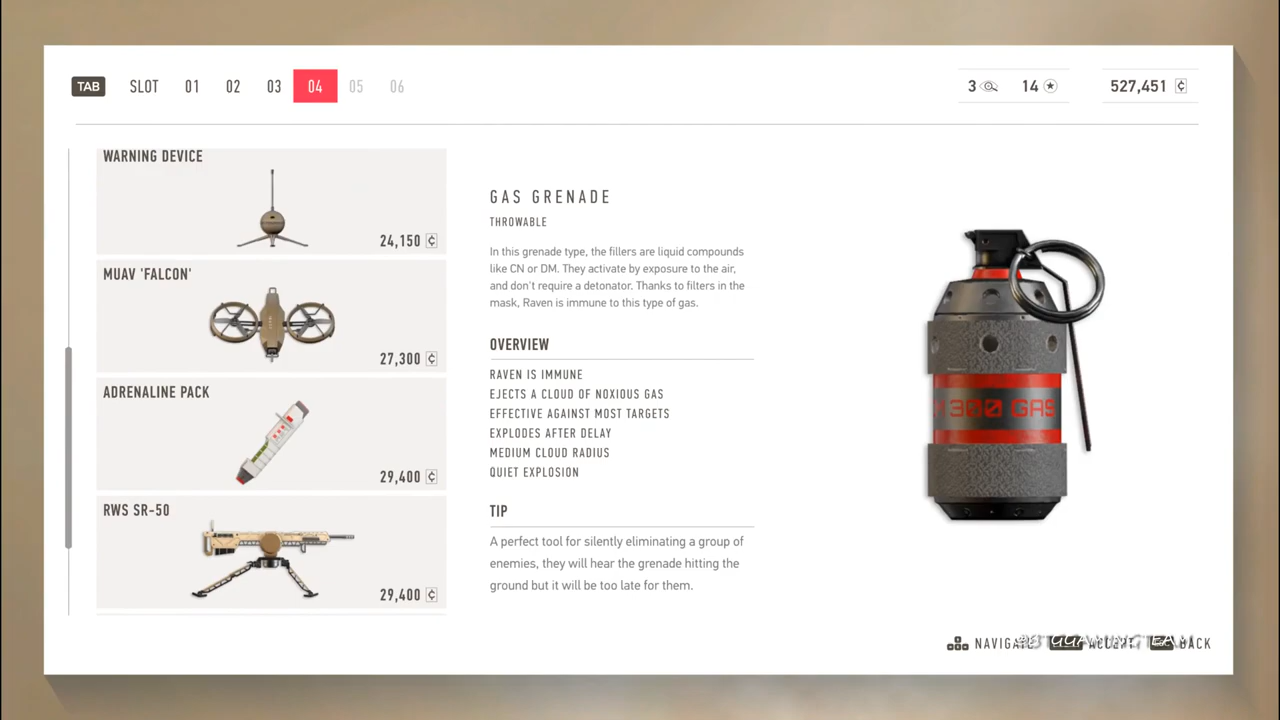 TAB SLOT 01 02 03 04 05 06
3 14 527,451
WARNING DEVICE
24,150
MUAV 'FALCON'
27,300
ADRENALINE PACK
29,400
RWS SR-50
29,400
GAS GRENADE
THROWABLE
In this grenade type, the fillers are liquid compounds
like CN or DM. They activate by exposure to the air,
and don't require a detonator. Thanks to filters in the
mask, Raven is immune to this type of gas.
OVERVIEW
RAVEN IS IMMUNE
EJECTS A CLOUD OF NOXIOUS GAS
EFFECTIVE AGAINST MOST TARGETS
EXPLODES AFTER DELAY
MEDIUM CLOUD RADIUS
QUIET EXPLOSION
TIP
A perfect tool for silently eliminating a group of
enemies, they will hear the grenade hitting the
ground but it will be too late for them.
300 GAS
NAVIGATE ACCEPT BACK